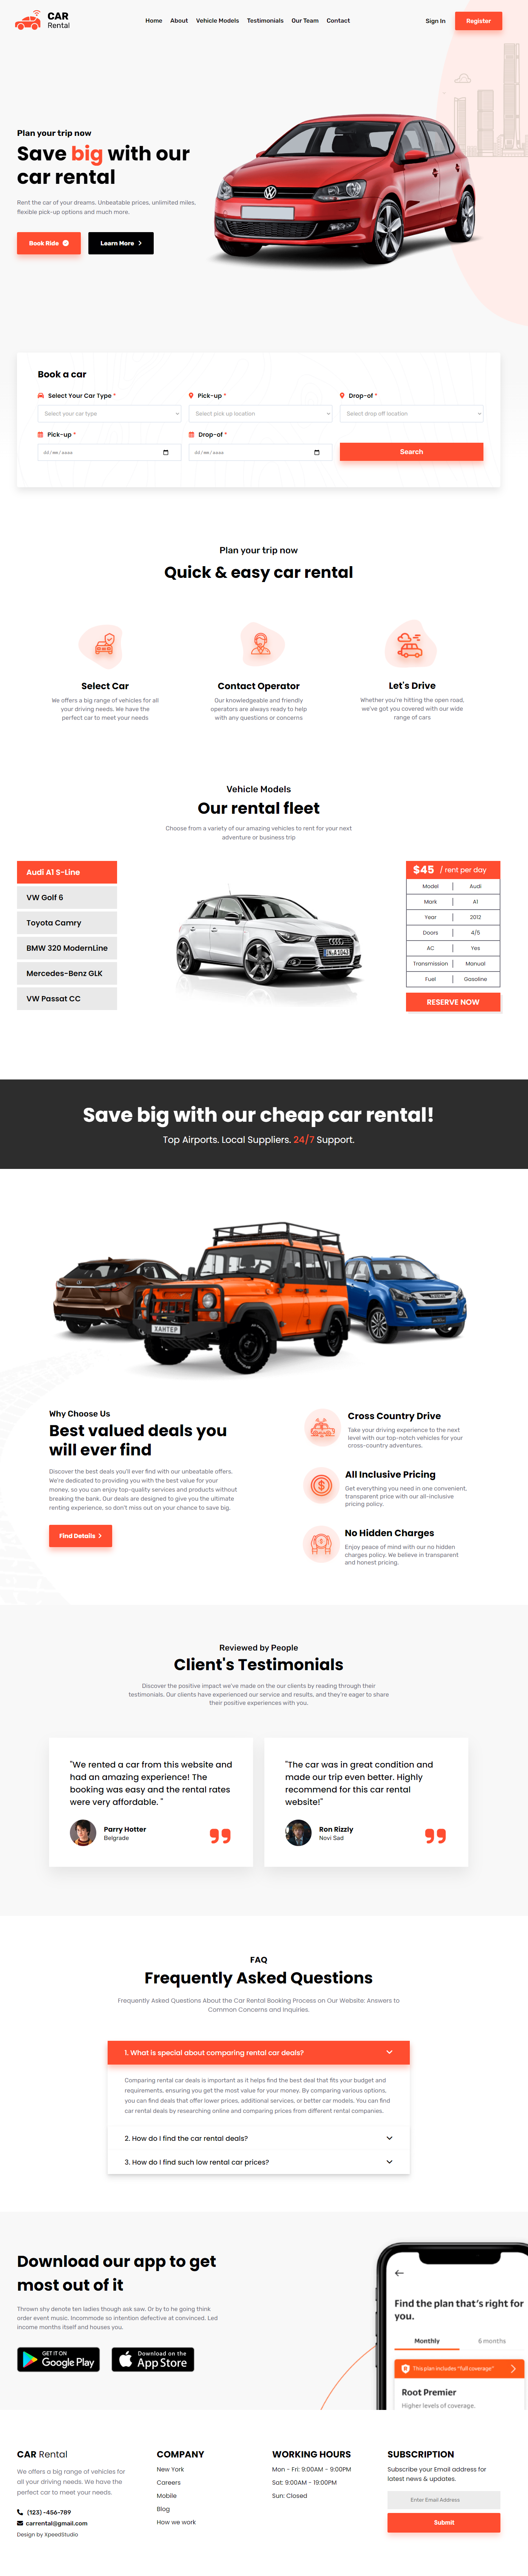 CAR
Rental
Home About Vehicle Models Testimonials Our Team Contact
Sign In
Register
Plan your trip now
Save big with our
car rental
Rent the car of your dreams. Unbeatable prices, unlimited miles,
flexible pick-up options and much more.
Book Ride
Learn More
Book a car
Select Your Car Type *
Pick-up *
Drop-of *
Select your car type
Select pick up location
Select drop off location
Pick-up *
Drop-of *
dd / mm / aaaa
dd / mm / aaaa
Search
Plan your trip now
Quick & easy car rental
Select Car
We offers a big range of vehicles for all
your driving needs. We have the
perfect car to meet your needs
Contact Operator
Our knowledgeable and friendly
operators are always ready to help
with any questions or concerns
Let's Drive
Whether you're hitting the open road,
we've got you covered with our wide
range of cars
Vehicle Models
Our rental fleet
Choose from a variety of our amazing vehicles to rent for your next
adventure or business trip
Audi A1 S-Line
VW Golf 6
Toyota Camry
BMW 320 ModernLine
Mercedes-Benz GLK
VW Passat CC
$45 / rent per day
Model Audi
Mark A1
Year 2012
Doors 4/5
AC Yes
Transmission Manual
Fuel Gasoline
RESERVE NOW
Save big with our cheap car rental!
Top Airports. Local Suppliers. 24/7 Support.
ХАНТЕР
Why Choose Us
Best valued deals you
will ever find
Discover the best deals you'll ever find with our unbeatable offers.
We're dedicated to providing you with the best value for your
money, so you can enjoy top-quality services and products without
breaking the bank. Our deals are designed to give you the ultimate
renting experience, so don't miss out on your chance to save big.
Find Details
Cross Country Drive
Take your driving experience to the next
level with our top-notch vehicles for your
cross-country adventures.
All Inclusive Pricing
Get everything you need in one convenient,
transparent price with our all-inclusive
pricing policy.
No Hidden Charges
Enjoy peace of mind with our no hidden
charges policy. We believe in transparent
and honest pricing.
Reviewed by People
Client's Testimonials
Discover the positive impact we've made on the our clients by reading through their
testimonials. Our clients have experienced our service and results, and they're eager to share
their positive experiences with you.
"We rented a car from this website and
had an amazing experience! The
booking was easy and the rental rates
were very affordable. "
Parry Hotter
Belgrade
"The car was in great condition and
made our trip even better. Highly
recommend for this car rental
website!"
Ron Rizzly
Novi Sad
FAQ
Frequently Asked Questions
Frequently Asked Questions About the Car Rental Booking Process on Our Website: Answers to
Common Concerns and Inquiries.
1. What is special about comparing rental car deals?
Comparing rental car deals is important as it helps find the best deal that fits your budget and
requirements, ensuring you get the most value for your money. By comparing various options,
you can find deals that offer lower prices, additional services, or better car models. You can find
car rental deals by researching online and comparing prices from different rental companies.
2. How do I find the car rental deals?
3. How do I find such low rental car prices?
Download our app to get
most out of it
Thrown shy denote ten ladies though ask saw. Or by to he going think
order event music. Incommode so intention defective at convinced. Led
income months itself and houses you.
GET IT ON
Google Play
Download on the
App Store
Find the plan that's right for
you.
Monthly
6 months
This plan includes "full coverage"
Root Premier
Higher levels of coverage.
CAR Rental
We offers a big range of vehicles for
all your driving needs. We have the
perfect car to meet your needs.
(123) -456-789
carrental@gmail.com
Design by XpeedStudio
COMPANY
New York
Careers
Mobile
Blog
How we work
WORKING HOURS
Mon - Fri: 9:00AM - 9:00PM
Sat: 9:00AM - 19:00PM
Sun: Closed
SUBSCRIPTION
Subscribe your Email address for
latest news & updates.
Enter Email Address
Submit